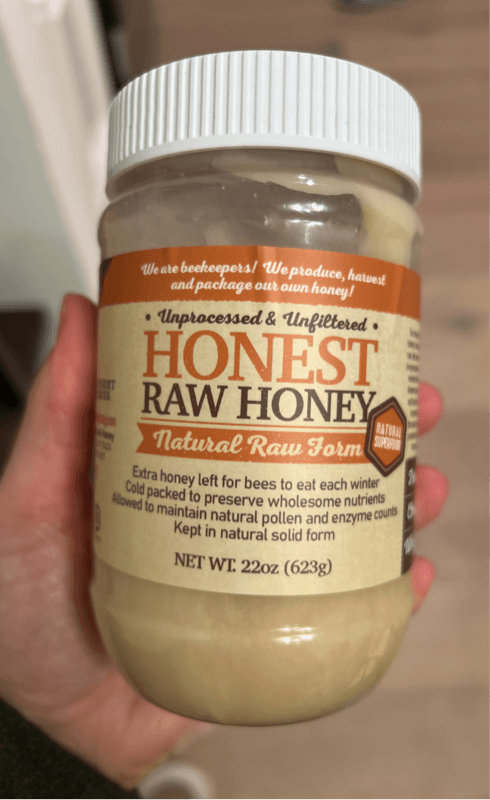 We are beekeepers! We produce, harvest
and package our own honey!
• Unprocessed & Unfiltered •
HONEST
RAW HONEY
NATURAL
SUPERFOOD
Natural Raw Form
Extra honey left for bees to eat each winter
Cold packed to preserve wholesome nutrients
Allowed to maintain natural pollen and enzyme counts
Kept in natural solid form
NET WT. 22oz (623g)